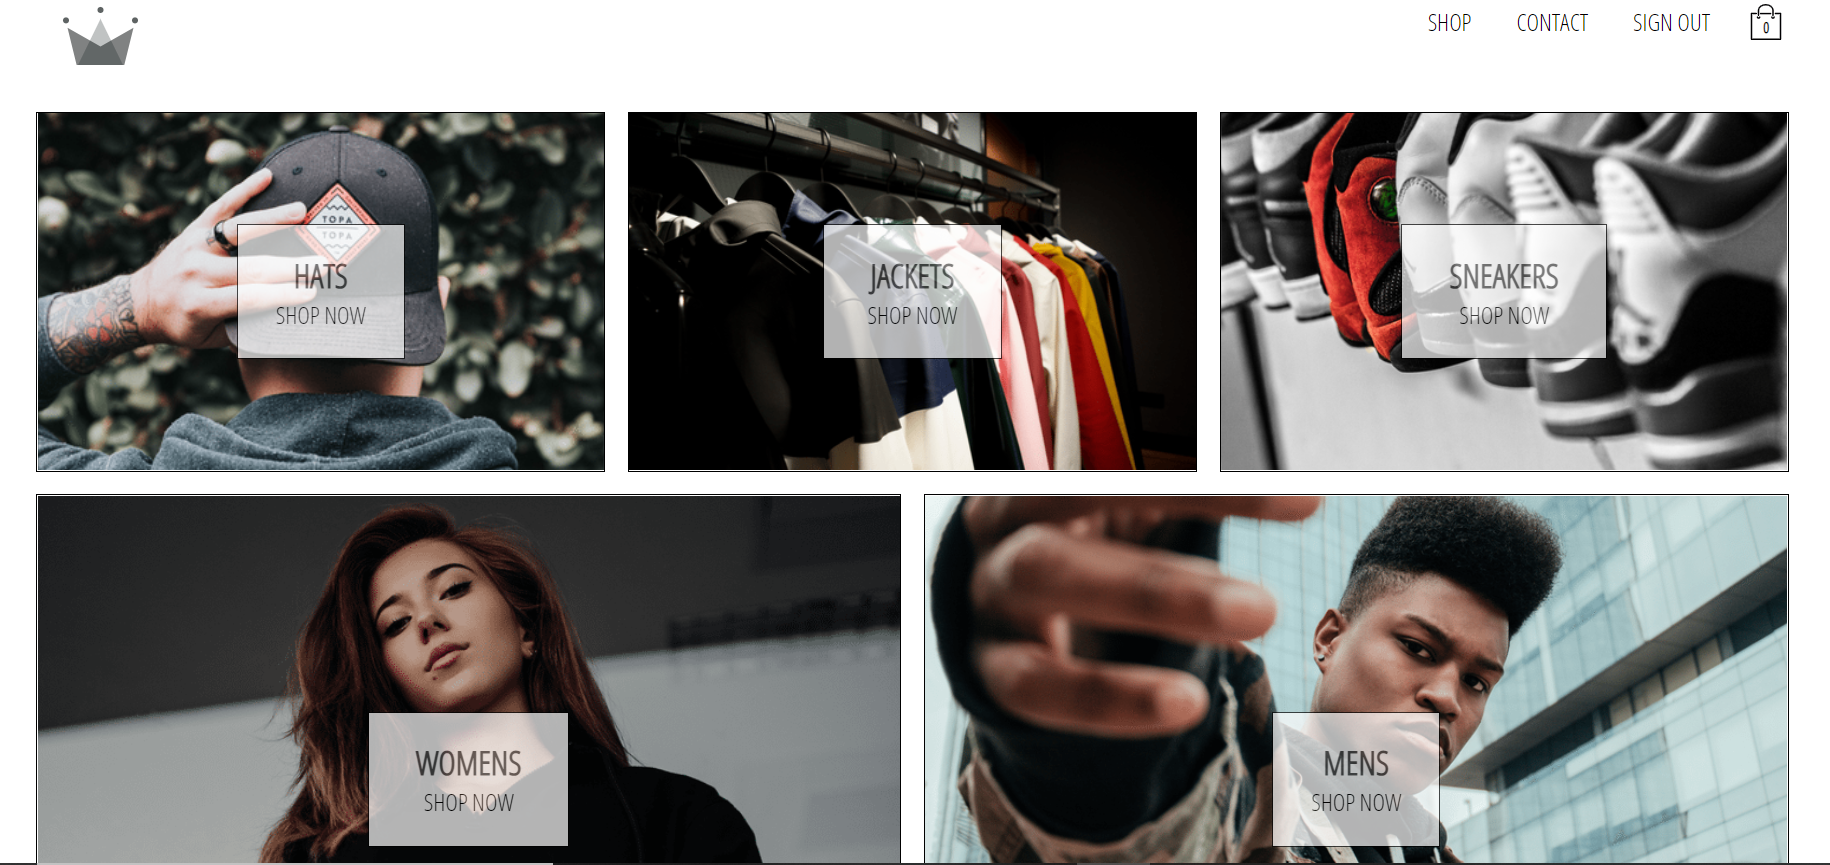 SHOP
CONTACT
SIGN OUT
0
TOPA
TOPA
HATS
SHOP NOW
JACKETS
SHOP NOW
SNEAKERS
SHOP NOW
WOMENS
SHOP NOW
MENS
SHOP NOW